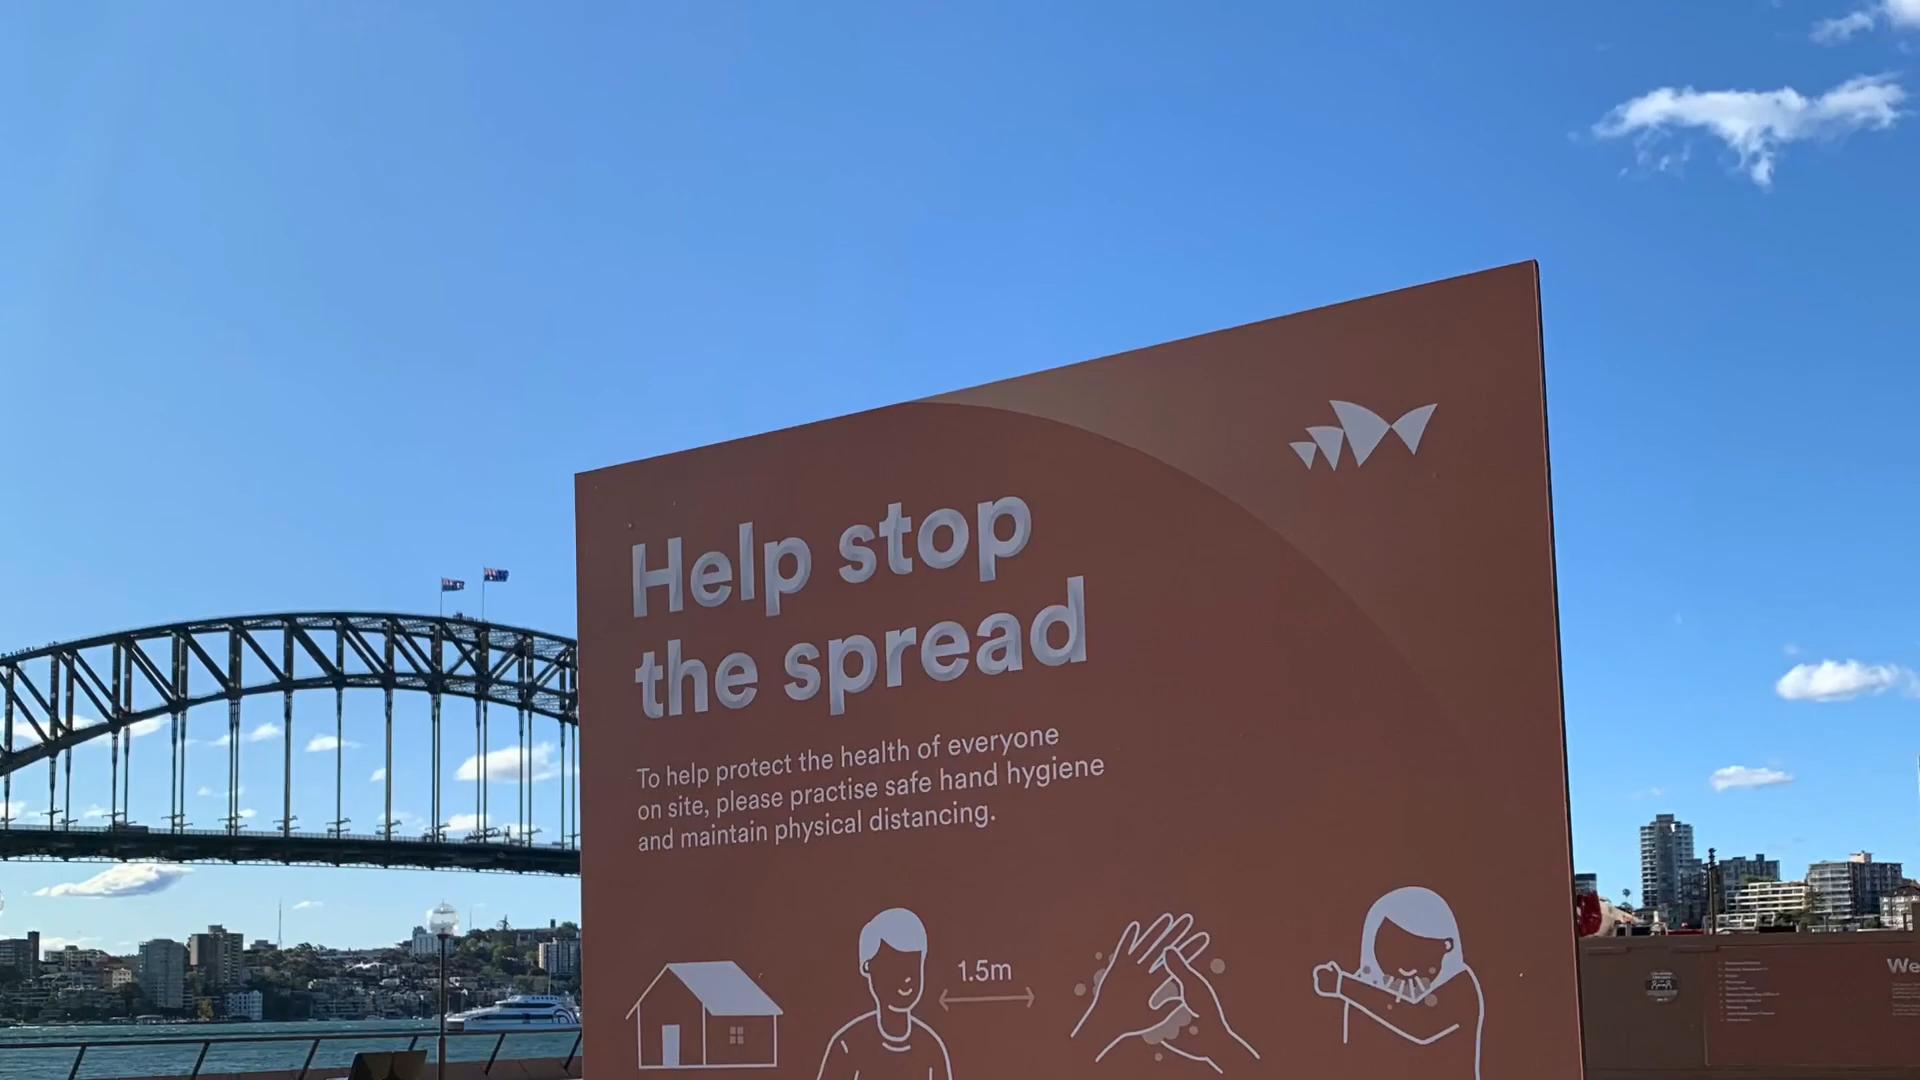 Help stop
the spread
To help protect the health of everyone
on site, please practise safe hand hygiene
and maintain physical distancing.
1.5m
We